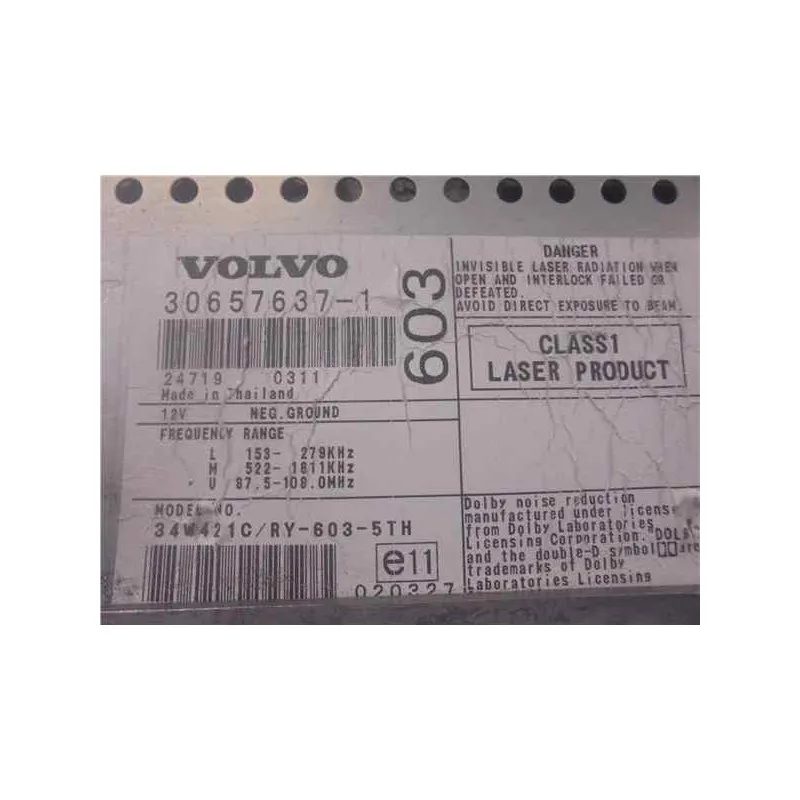 VOLVO
30657637-1
603
24719 0311
Made in Thailand
12V NEG.GROUND
FREQUENCY RANGE
L 153- 279KHz
M 522-1611KHz
U 87.5-108.0MHz
MODEL NO.
34W421C/RY-603-5TH
e11
020327
DANGER
INVISIBLE LASER RADIATION WHEN
OPEN AND INTERLOCK FAILED OR
DEFEATED.
AVOID DIRECT EXPOSURE TO BEAM.
CLASS1
LASER PRODUCT
Dolby noise reduction
manufactured under license
from Dolby Laboratories
Licensing Corporation. "DOL
and the double-D symbol are
trademarks of Dolby
Laboratories Licensing